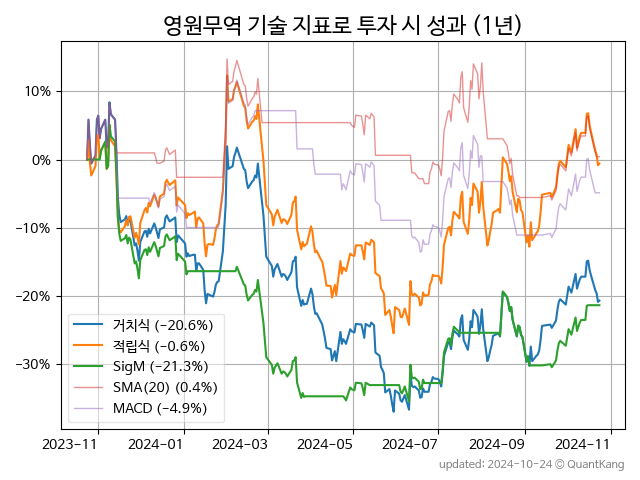 영원무역 기술 지표로 투자 시 성과 (1년)
10%
0%
−10%
−20%
−30%
거치식 (−20.6%)
적립식 (−0.6%)
SigM (−21.3%)
SMA(20) (0.4%)
MACD (−4.9%)
2023−11 2024−01 2024−03 2024−05 2024−07 2024−09 2024−11
updated: 2024-10-24 © QuantKang